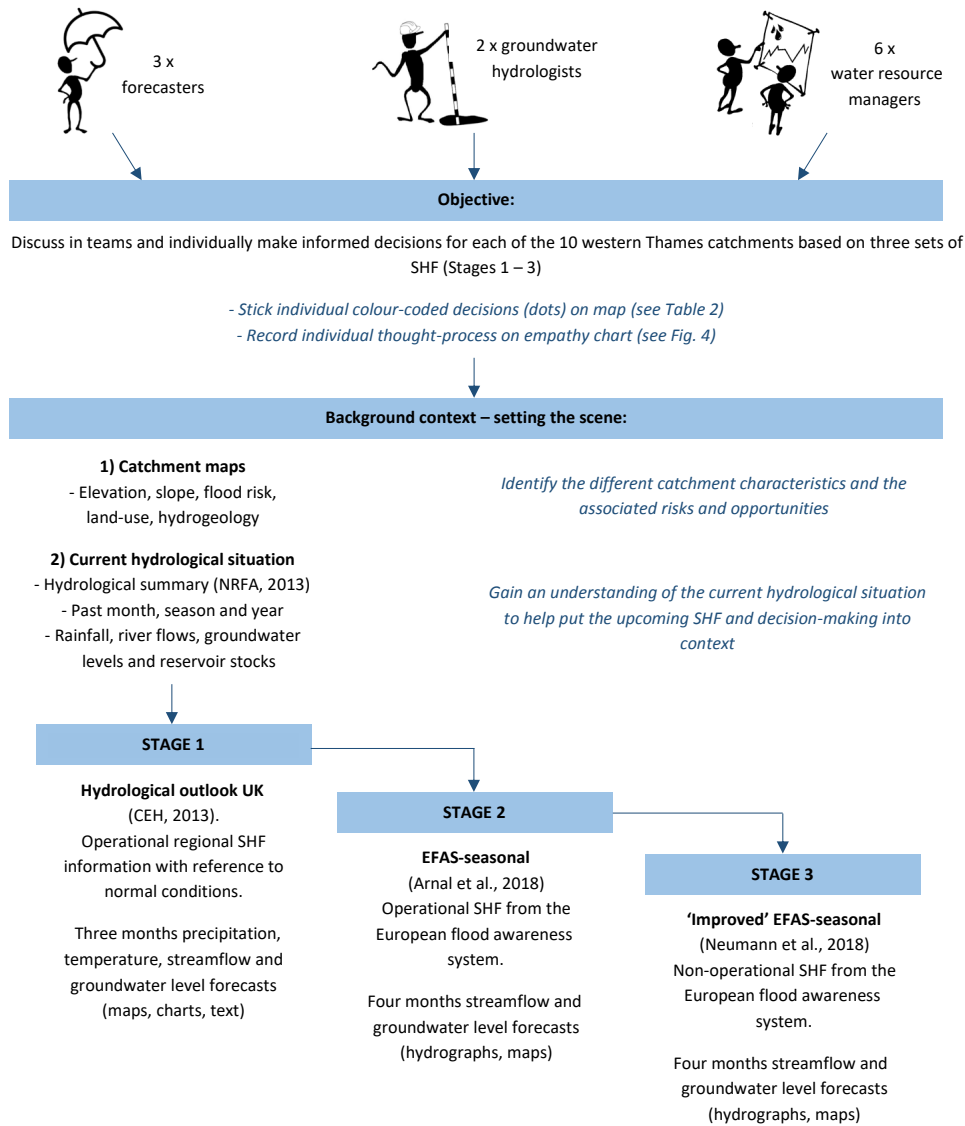 3 x
forecasters
2 x groundwater
hydrologists
6 x
water resource
managers
Objective:
Discuss in teams and individually make informed decisions for each of the 10 western Thames catchments based on three sets of
SHF (Stages 1 – 3)
- Stick individual colour-coded decisions (dots) on map (see Table 2)
- Record individual thought-process on empathy chart (see Fig. 4)
Background context – setting the scene:
1) Catchment maps
- Elevation, slope, flood risk,
land-use, hydrogeology
Identify the different catchment characteristics and the
associated risks and opportunities
2) Current hydrological situation
- Hydrological summary (NRFA, 2013)
- Past month, season and year
- Rainfall, river flows, groundwater
levels and reservoir stocks
Gain an understanding of the current hydrological situation
to help put the upcoming SHF and decision-making into
context
STAGE 1
Hydrological outlook UK
(CEH, 2013).
Operational regional SHF
information with reference to
normal conditions.
Three months precipitation,
temperature, streamflow and
groundwater level forecasts
(maps, charts, text)
STAGE 2
EFAS-seasonal
(Arnal et al., 2018)
Operational SHF from the
European flood awareness
system.
Four months streamflow and
groundwater level forecasts
(hydrographs, maps)
STAGE 3
‘Improved’ EFAS-seasonal
(Neumann et al., 2018)
Non-operational SHF from the
European flood awareness
system.
Four months streamflow and
groundwater level forecasts
(hydrographs, maps)